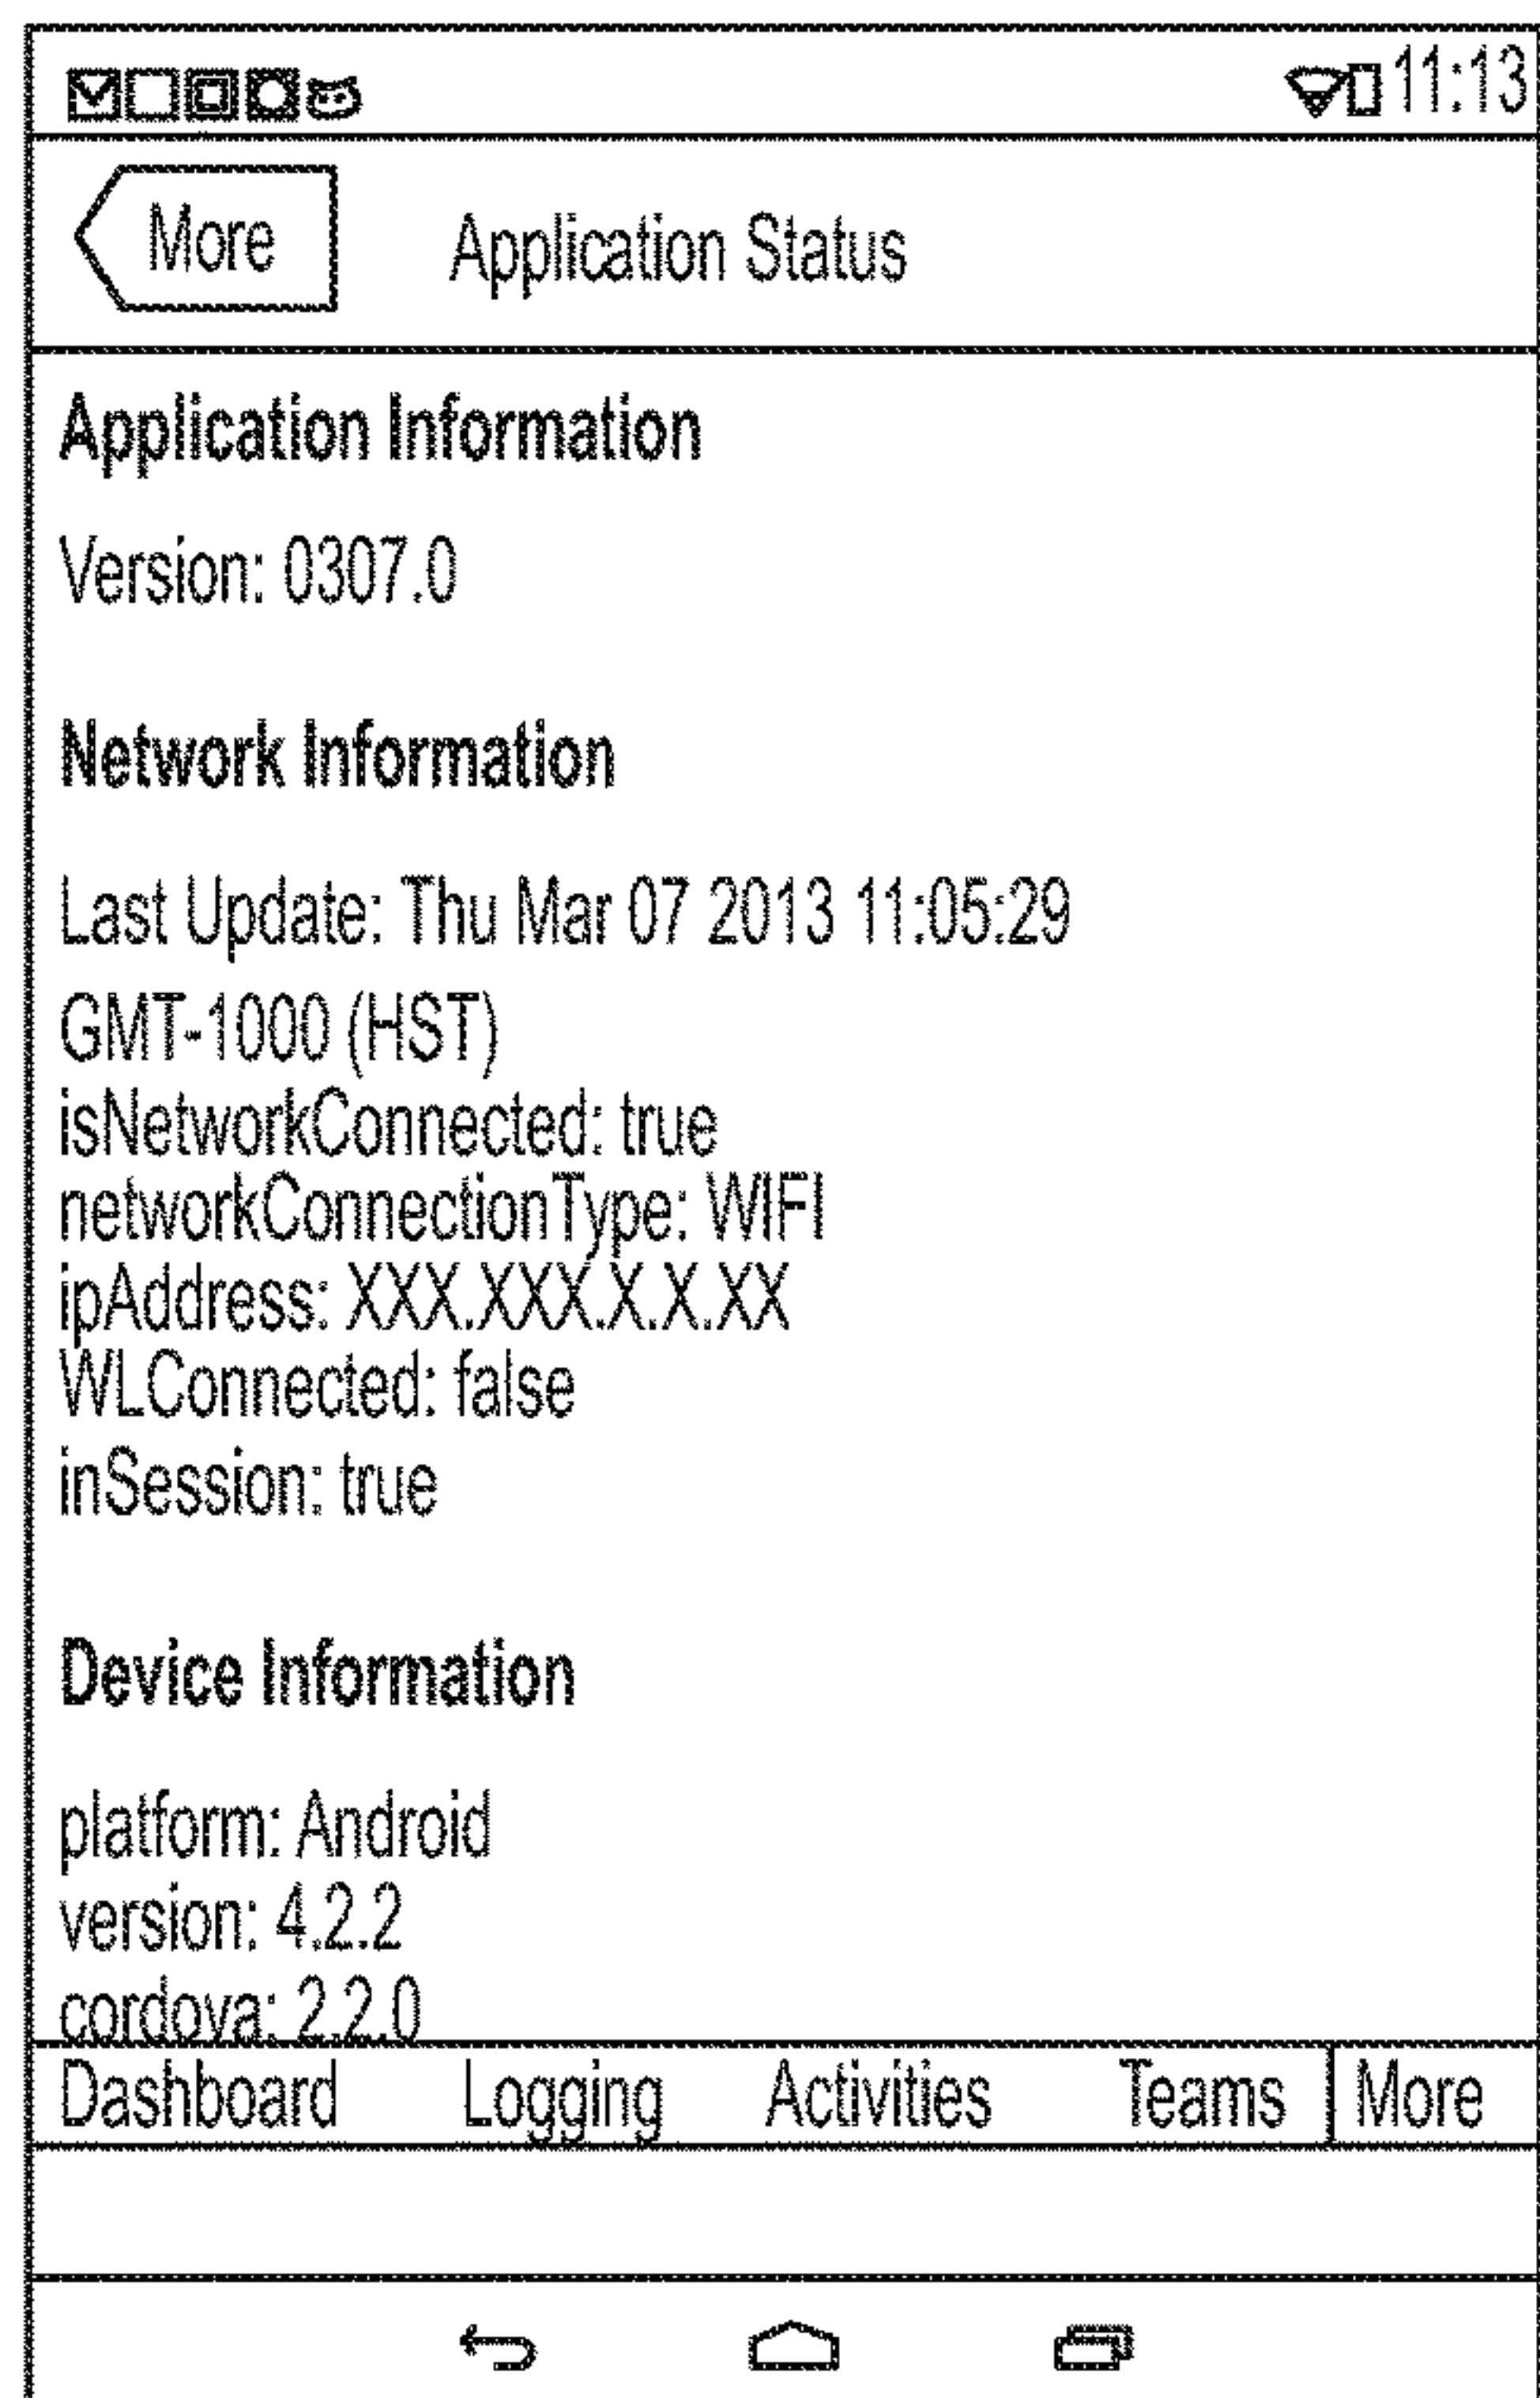 11:13
More Application Status
Application Information
Version: 0307.0
Network Information
Last Update: Thu Mar 07 2013 11:05:29
GMT-1000 (HST)
isNetworkConnected: true
networkConnectionType: WIFI
ipAddress: XXX.XXX.X.X.XX
WLConnected: false
inSession: true
Device Information
platform: Android
version: 4.2.2
cordova: 2.2.0
Dashboard Logging Activities Teams More